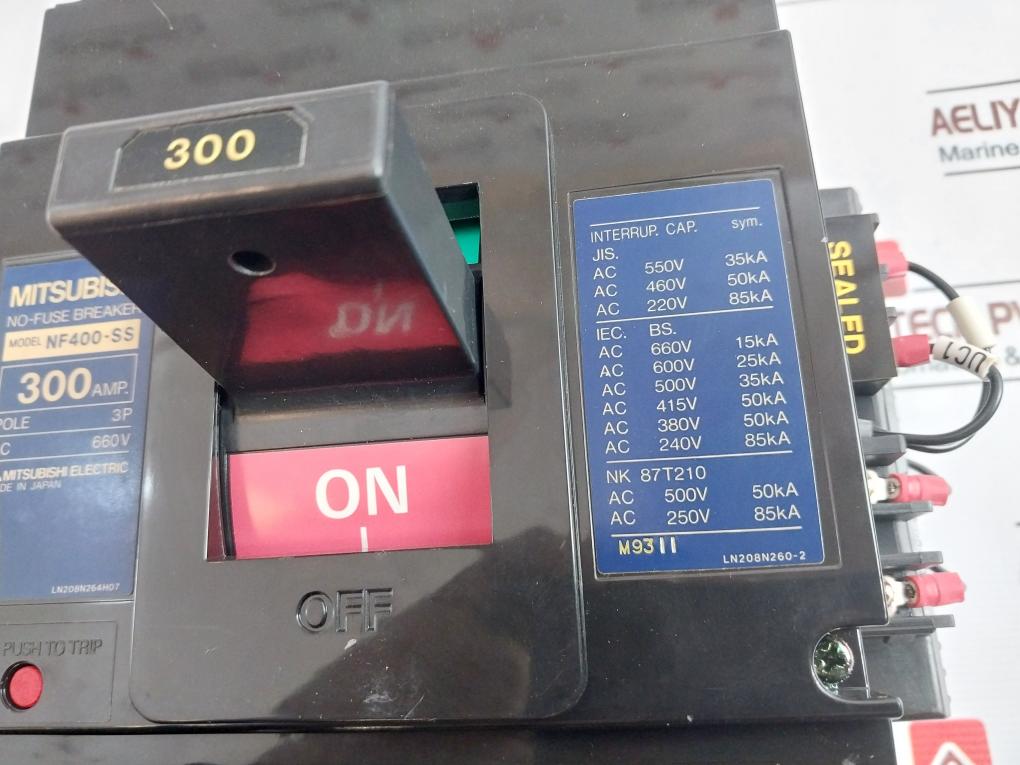 300
MITSUBIS
NO-FUSE BREAKER
MODEL NF400-SS
300 AMP.
POLE 3P
C 660V
MITSUBISHI ELECTRIC
DE IN JAPAN
LN208N264H07
PUSH TO TRIP
ON
OFF
INTERRUP. CAP. sym.
JIS.
AC 550V 35kA
AC 460V 50kA
AC 220V 85kA
IEC. BS.
AC 660V 15kA
AC 600V 25kA
AC 500V 35kA
AC 415V 50kA
AC 380V 50kA
AC 240V 85kA
NK 87T210
AC 500V 50kA
AC 250V 85kA
M9311
LN208N260-2
SEALED
UC1
AELIY
Marine
TECH PV